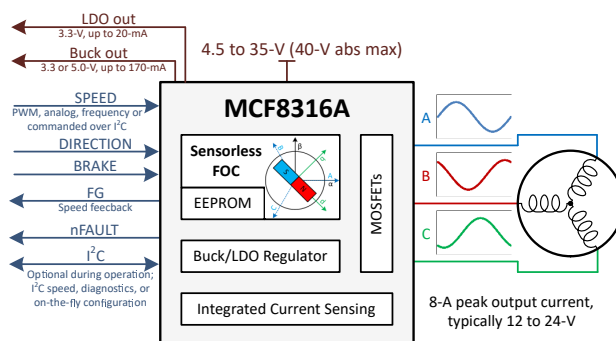 LDO out
3.3-V, up to 20-mA
Buck out
3.3 or 5.0-V, up to 170-mA
4.5 to 35-V (40-V abs max)
SPEED
PWM, analog, frequency or
commanded over I²C
DIRECTION
BRAKE
FG
Speed feecback
nFAULT
I²C
Optional during operation;
I²C speed, diagnostics, or
on-the-fly configuration
MCF8316A
Sensorless
FOC
EEPROM
β
q
d
A
α
B
C
S
N
MOSFETs
Buck/LDO Regulator
Integrated Current Sensing
A
B
C
8-A peak output current,
typically 12 to 24-V